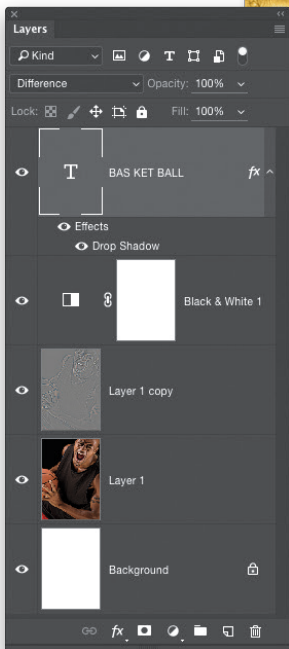 Layers
Kind
Difference Opacity: 100%
Lock: Fill: 100%
T BAS KET BALL fx
Effects
Drop Shadow
Black & White 1
Layer 1 copy
Layer 1
Background
fx